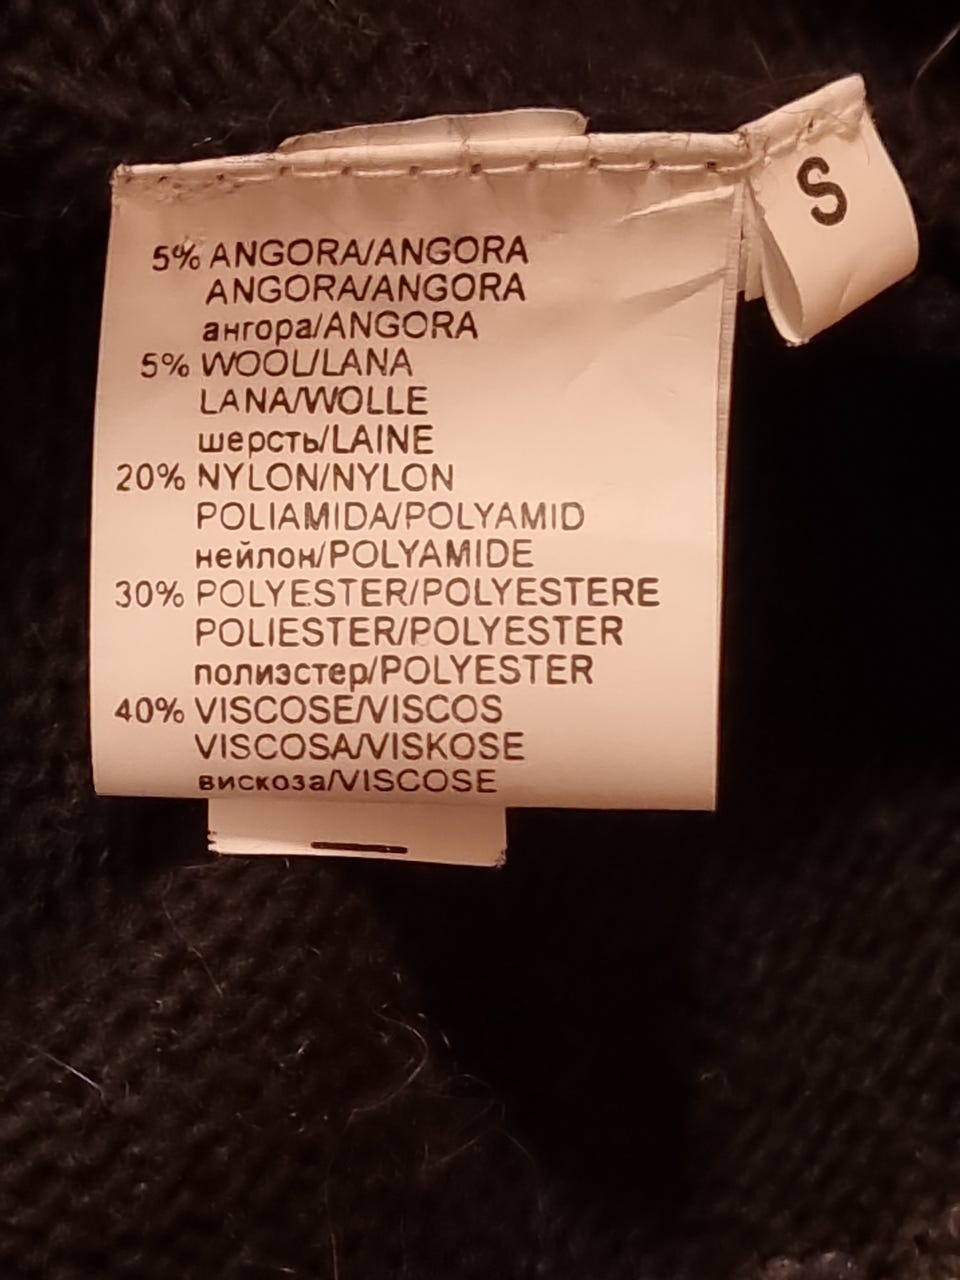 S
5% ANGORA/ANGORA
ANGORA/ANGORA
ангора/ANGORA
5% WOOL/LANA
LANA/WOLLE
шерсть/LAINE
20% NYLON/NYLON
POLIAMIDA/POLYAMID
нейлон/POLYAMIDE
30% POLYESTER/POLYESTERE
POLIESTER/POLYESTER
полиэстер/POLYESTER
40% VISCOSE/VISCOS
VISCOSA/VISKOSE
вискоза/VISCOSE